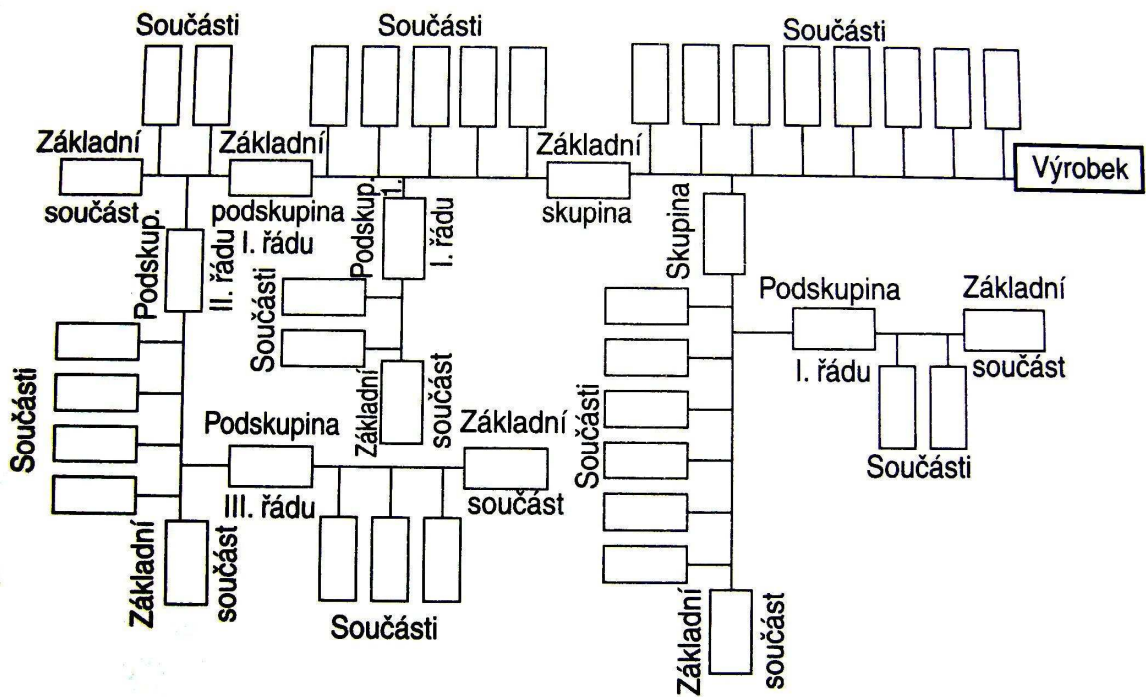 Součásti
Součásti
Součásti
Základní
součást
Základní
podskupina
I. řádu
Základní
skupina
Výrobek
Podskup.
II. řádu
Podskup. 1.
I. řádu
Skupina
Součásti
Základní
součást
Podskupina
I. řádu
Základní
součást
Součásti
Součásti
Podskupina
III. řádu
Základní
součást
Součásti
Základní
součást
Součásti
Základní
součást